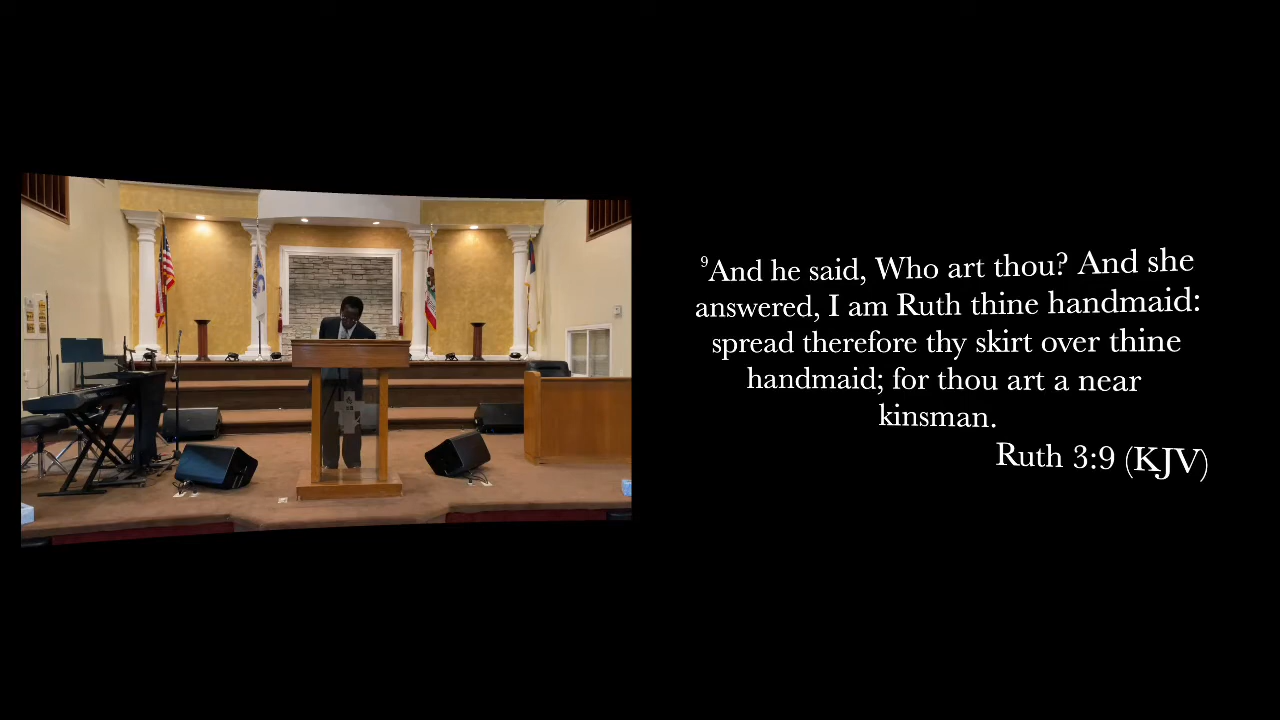 ⁹And he said, Who art thou? And she
answered, I am Ruth thine handmaid:
spread therefore thy skirt over thine
handmaid; for thou art a near
kinsman.
Ruth 3:9 (KJV)